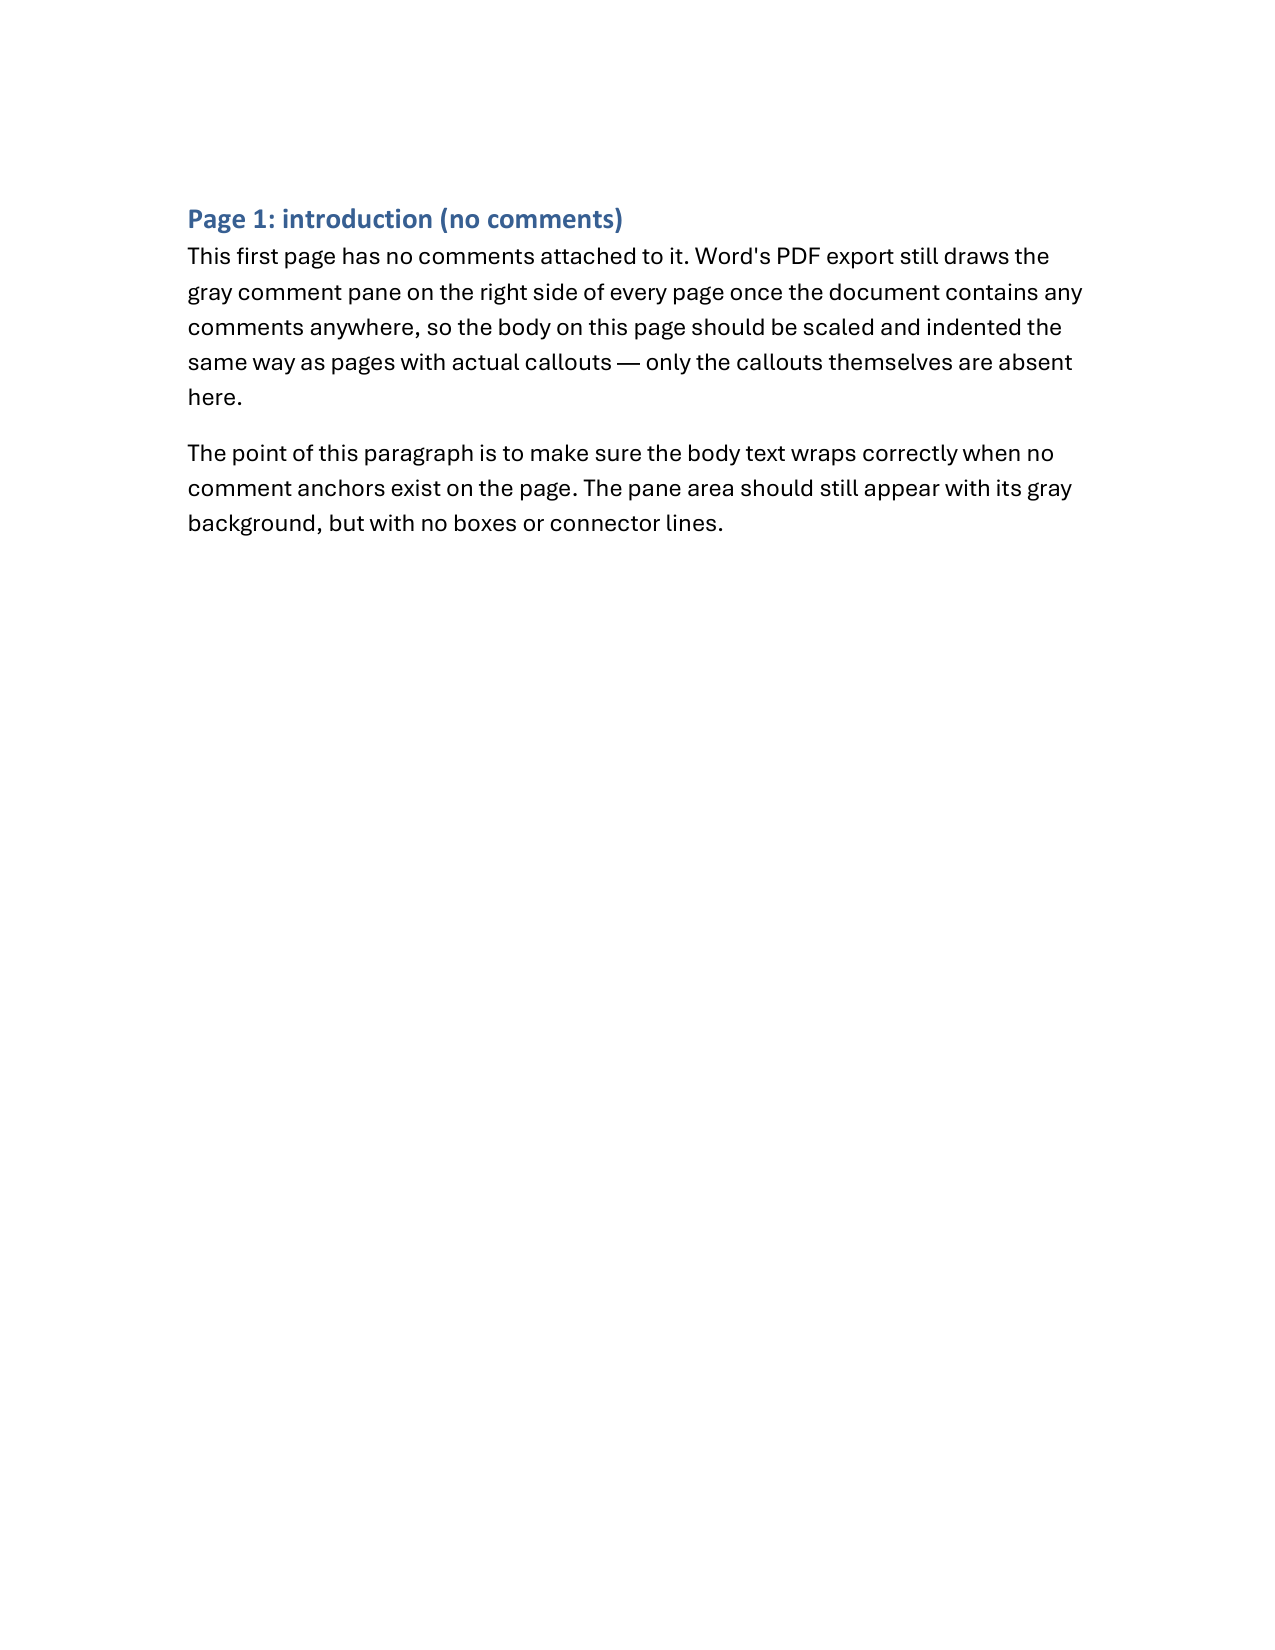 Page 1: introduction (no comments)
This first page has no comments attached to it. Word's PDF export still draws the
gray comment pane on the right side of every page once the document contains any
comments anywhere, so the body on this page should be scaled and indented the
same way as pages with actual callouts — only the callouts themselves are absent
here.
The point of this paragraph is to make sure the body text wraps correctly when no
comment anchors exist on the page. The pane area should still appear with its gray
background, but with no boxes or connector lines.